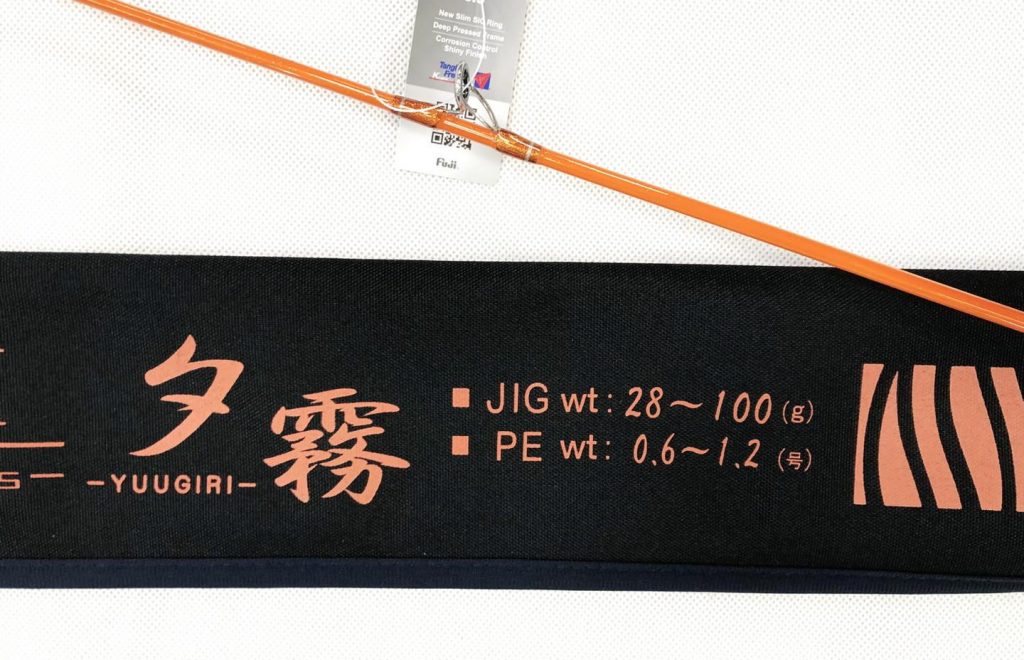 New Slim SiC Ring
Deep Pressed Frame
Corrosion Control
Shiny Finish
Fuji
夕霧
-YUUGIRI-
■ JIG wt: 28～100 (g)
■ PE wt: 0.6～1.2 (号)